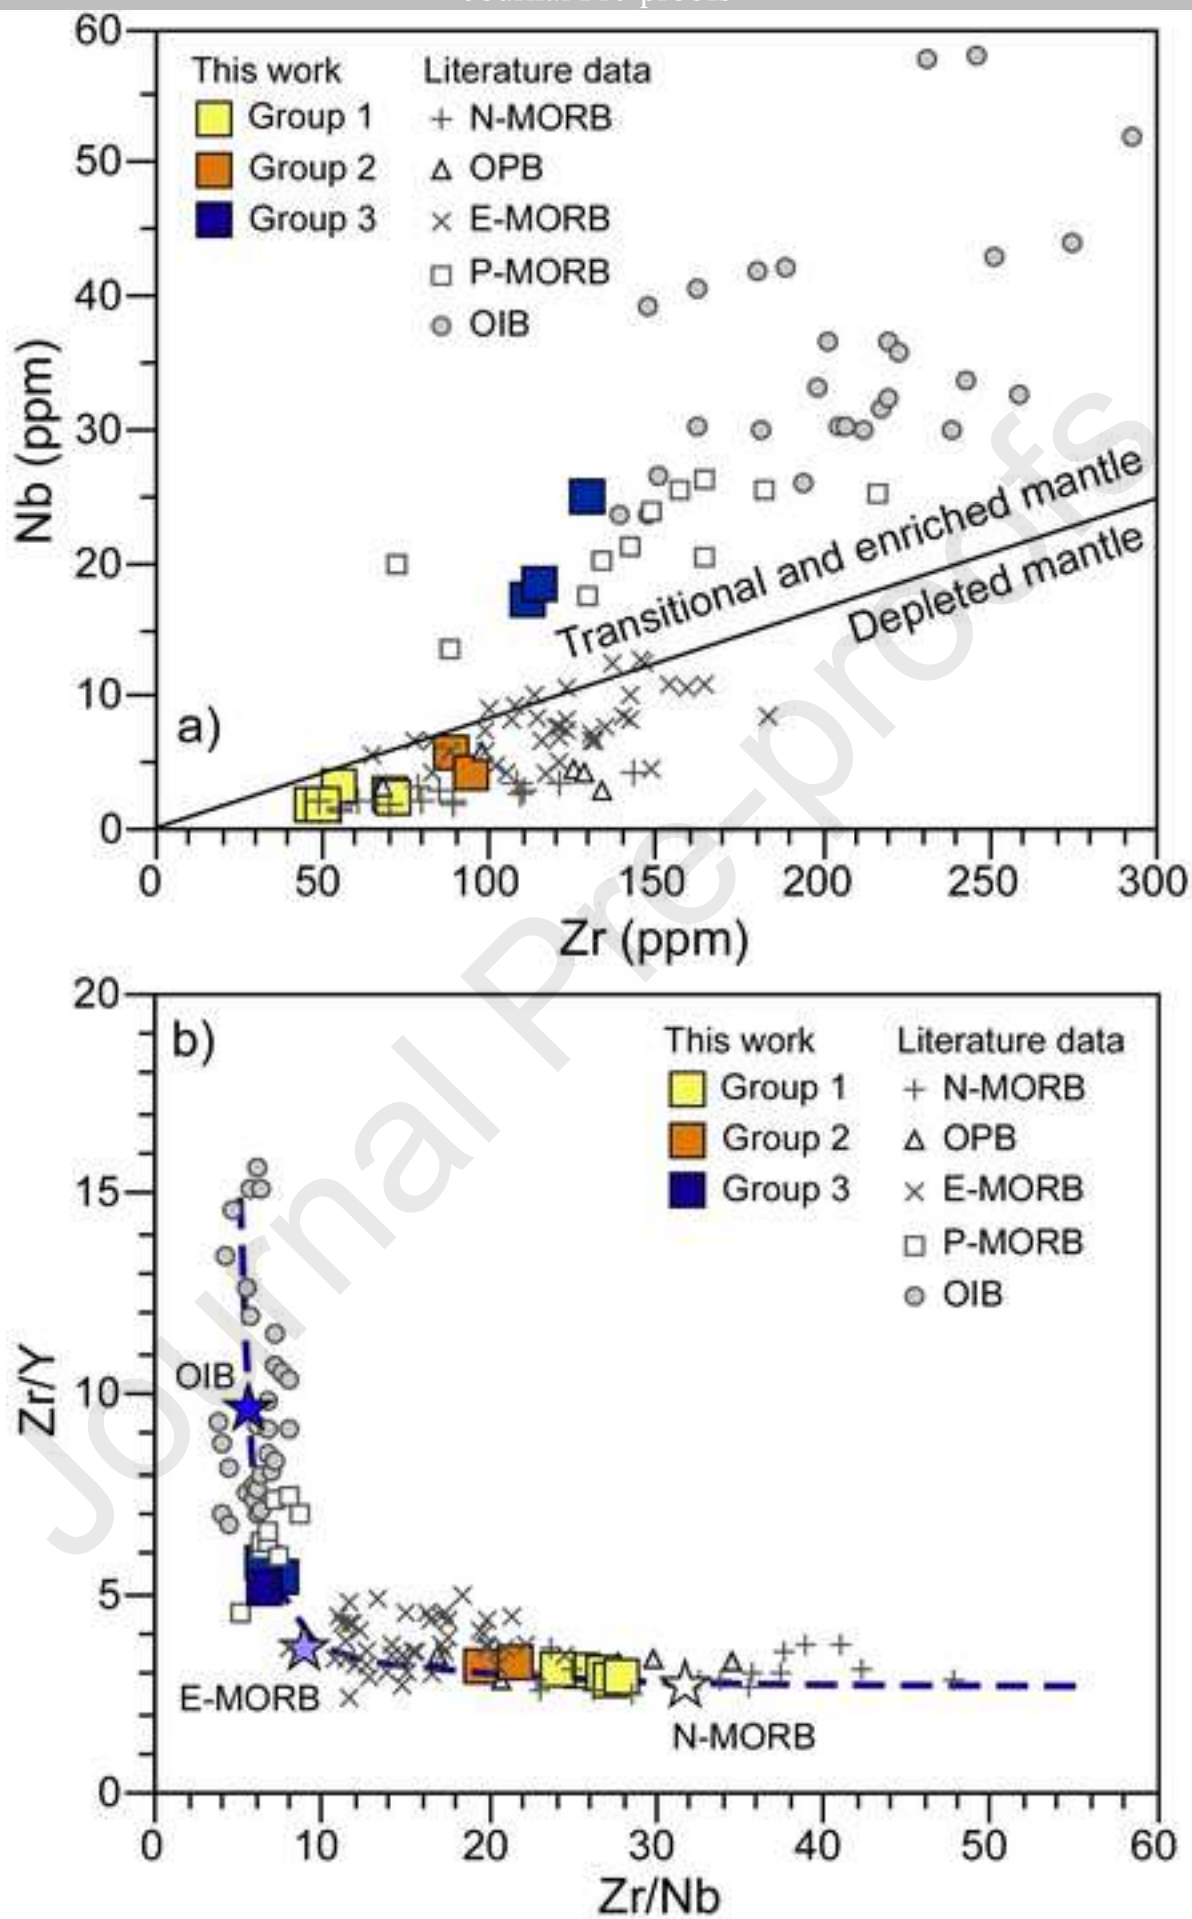 60
50
40
30
20
10
0
Nb (ppm)
This work
Group 1
Group 2
Group 3
Literature data
N-MORB
OPB
E-MORB
P-MORB
OIB
Transitional and enriched mantle
Depleted mantle
a)
0 50 100 150 200 250 300
Zr (ppm)
20
15
10
5
0
Zr/Y
b)
This work
Group 1
Group 2
Group 3
Literature data
N-MORB
OPB
E-MORB
P-MORB
OIB
OIB
E-MORB
N-MORB
0 10 20 30 40 50 60
Zr/Nb
Journal Pre-proofs